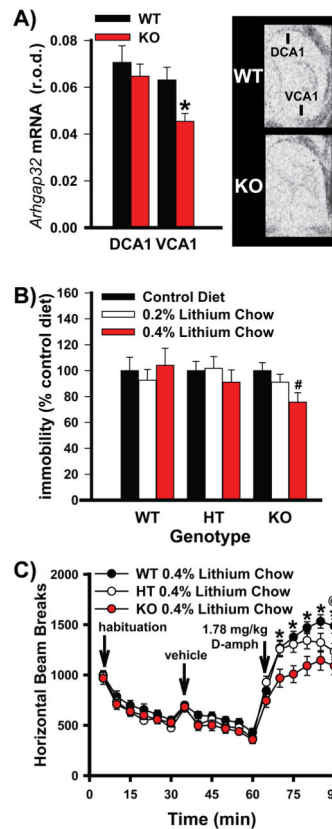 A)
WT
KO
Arhgap32 mRNA (r.o.d.)
0.08
0.06
0.04
0.02
0.00
*
DCA1 VCA1
WT
DCA1
VCA1
KO
B)
Control Diet
0.2% Lithium Chow
0.4% Lithium Chow
immobility (% control diet)
160
140
120
100
80
60
40
20
0
#
WT HT KO
Genotype
C)
WT 0.4% Lithium Chow
HT 0.4% Lithium Chow
KO 0.4% Lithium Chow
Horizontal Beam Breaks
2000
1500
1000
500
0
habituation
vehicle
1.78 mg/kg
D-amph
* * * *
@
0 15 30 45 60 75 9
Time (min)